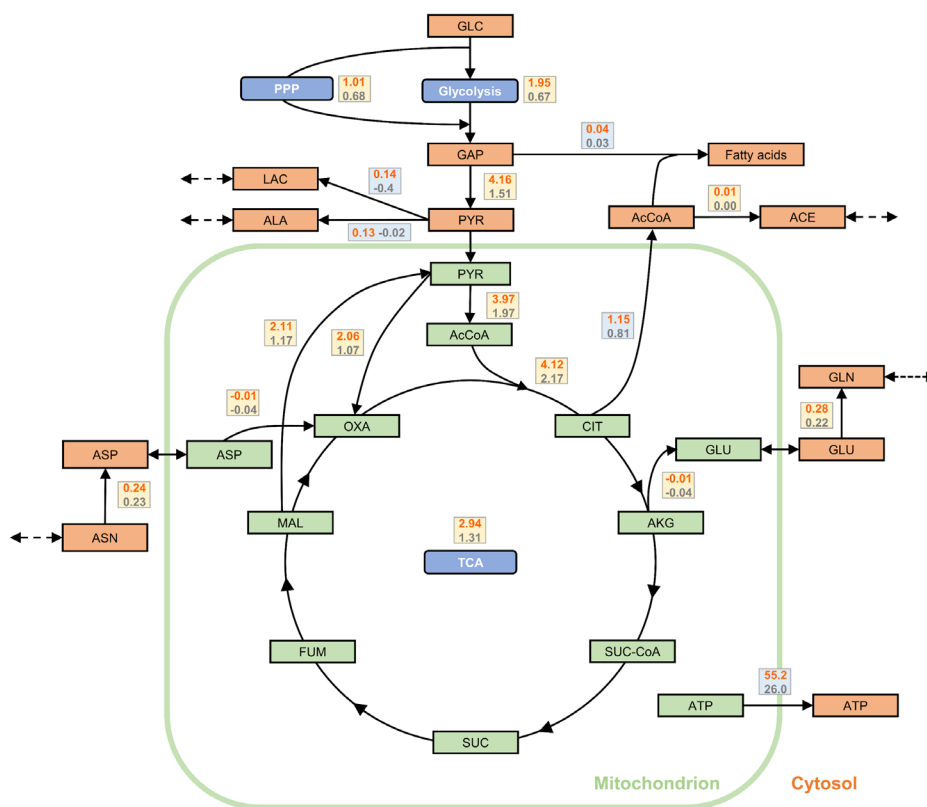 GLC
PPP
1.01
0.68
Glycolysis
1.95
0.67
0.04
0.03
GAP
Fatty acids
LAC
0.14
-0.4
4.16
1.51
ALA
PYR
AcCoA
0.01
0.00
ACE
0.13 -0.02
PYR
3.97
1.97
2.11
1.17
2.06
1.07
AcCoA
1.15
0.81
4.12
2.17
GLN
-0.01
-0.04
0.28
0.22
OXA
CIT
ASP
ASP
GLU
GLU
0.24
0.23
-0.01
-0.04
ASN
MAL
AKG
2.94
1.31
TCA
FUM
SUC-CoA
55.2
26.0
ATP
ATP
SUC
Mitochondrion
Cytosol